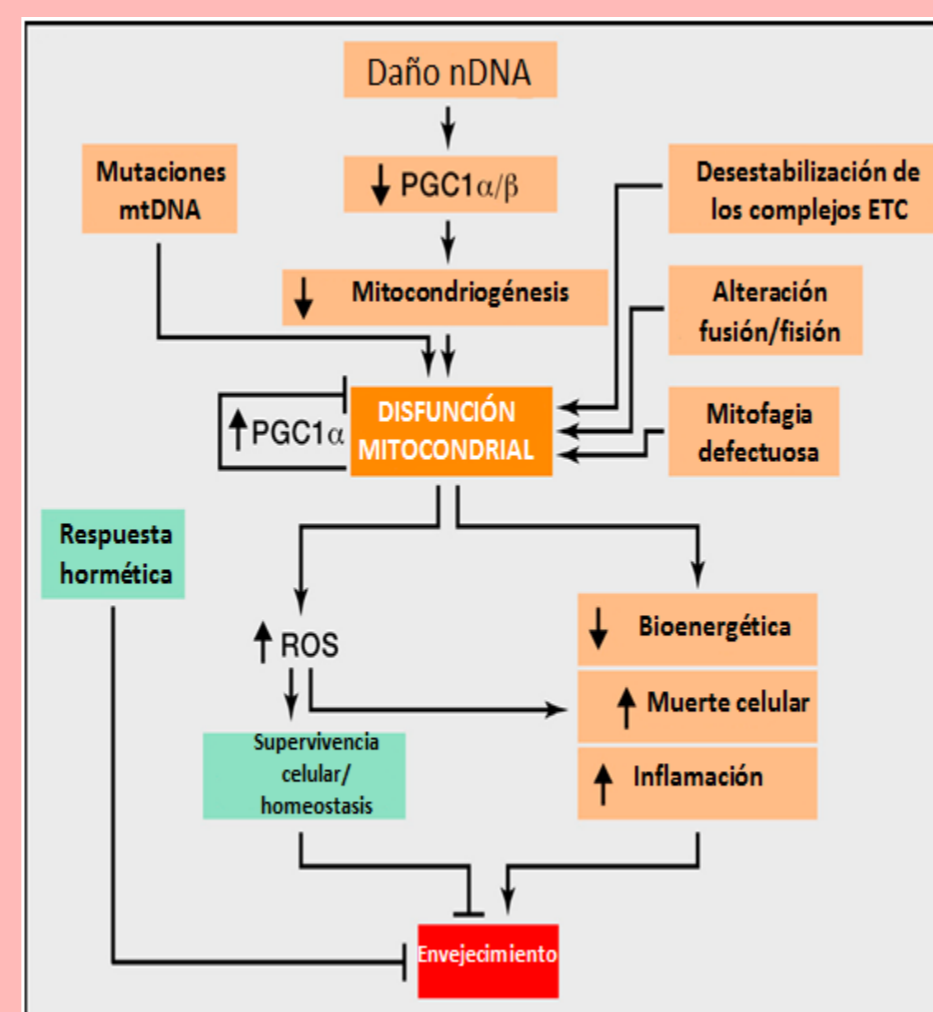 Daño nDNA
Mutaciones
mtDNA
↓ PGC1α/β
Desestabilización de
los complejos ETC
↓ Mitocondriogénesis
Alteración
fusión/fisión
↑PGC1α
DISFUNCIÓN
MITOCONDRIAL
Mitofagia
defectuosa
Respuesta
hormética
↑ ROS
↓ Bioenergética
↑ Muerte celular
↑ Inflamación
Supervivencia
celular/
homeostasis
Envejecimiento